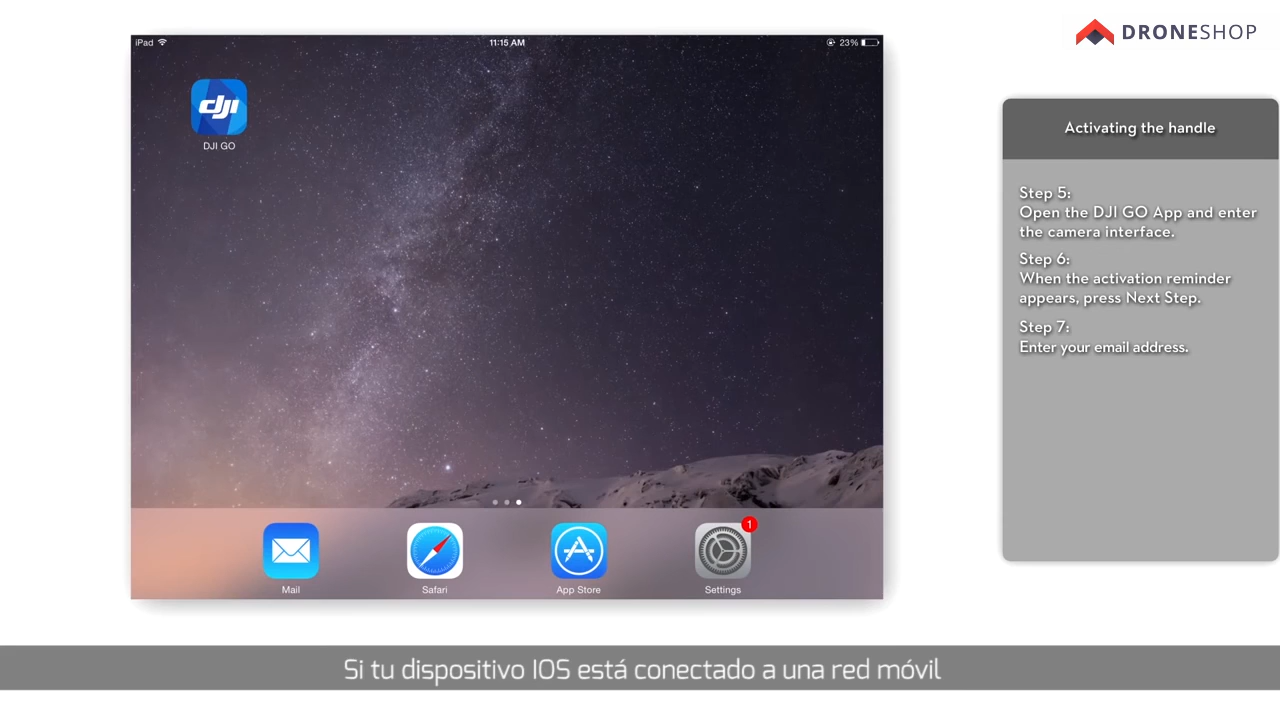 DRONESHOP
iPad
11:15 AM
23%
dji
DJI GO
Mail
Safari
App Store
1
Settings
Activating the handle
Step 5:
Open the DJI GO App and enter
the camera interface.
Step 6:
When the activation reminder
appears, press Next Step.
Step 7:
Enter your email address.
Si tu dispositivo IOS está conectado a una red móvil